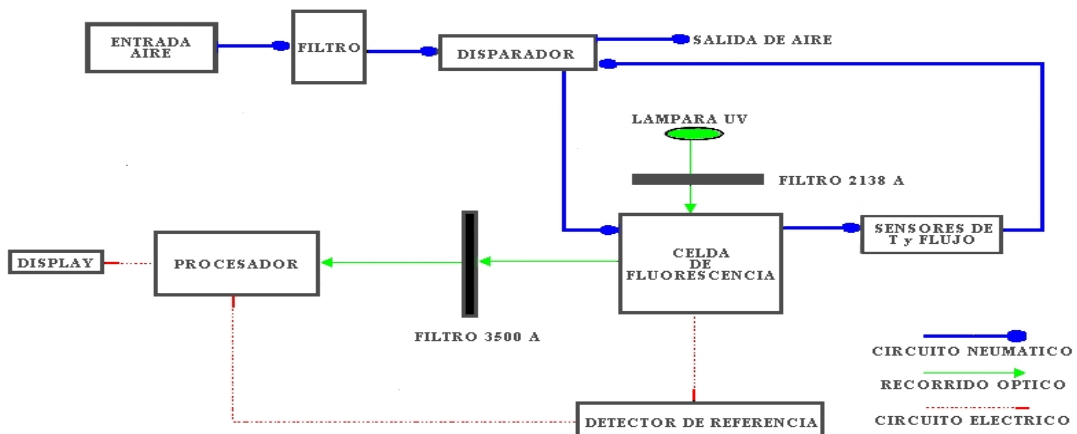 ENTRADA
AIRE
FILTRO
DISPARADOR
SALIDA DE AIRE
LAMPARA UV
FILTRO 2138 A
SENSORES DE
T y FLUJO
CELDA
DE
FLUORESCENCIA
DISPLAY
PROCESADOR
FILTRO 3500 A
CIRCUITO NEUMATICO
RECORRIDO OPTICO
CIRCUITO ELECTRICO
DETECTOR DE REFERENCIA